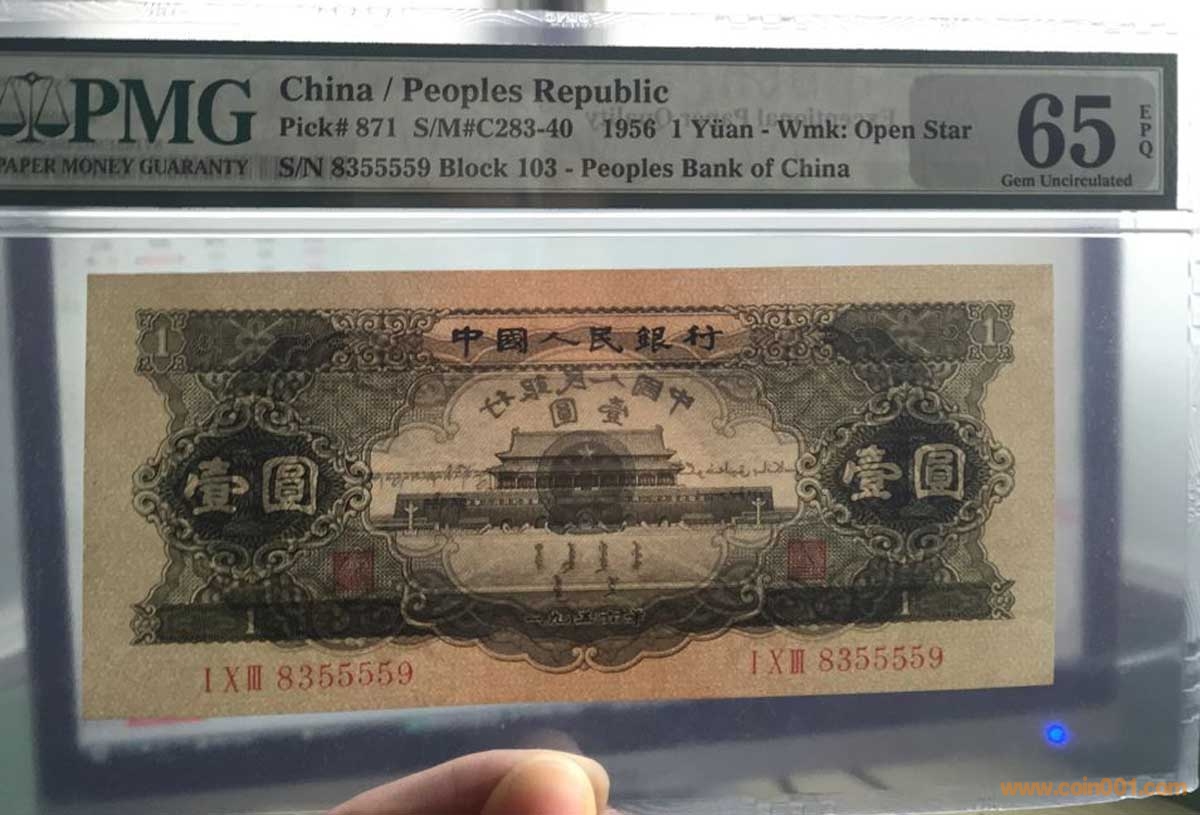 PMG
PAPER MONEY GUARANTY
China / Peoples Republic
Pick# 871 S/M#C283-40 1956 1 Yüan - Wmk: Open Star
S/N 8355559 Block 103 - Peoples Bank of China
65
EPQ
Gem Uncirculated
1 中國人民銀行 1
中國人民銀行
壹圓
壹圓 壹圓
1 一九五六年 1
I X III 8355559 I X III 8355559
www.coin001.com